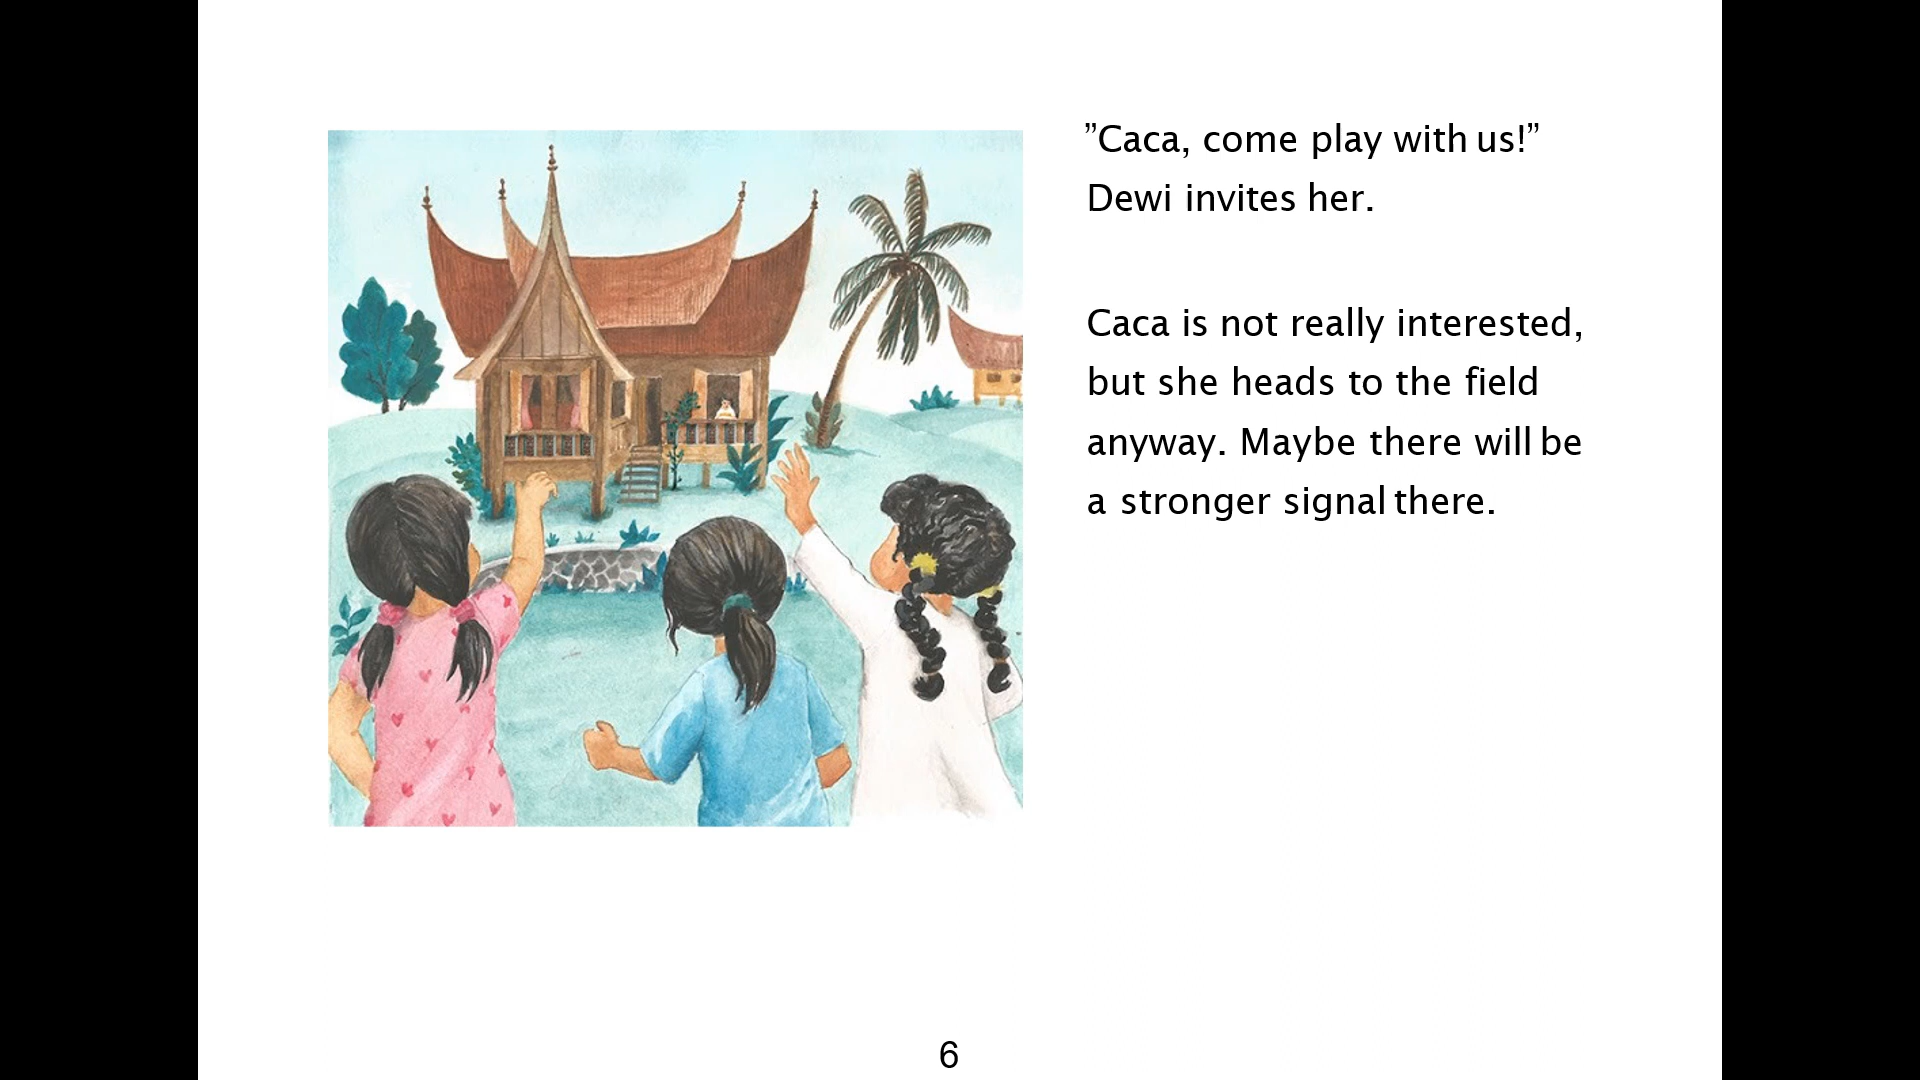 ”Caca, come play with us!”
Dewi invites her.
Caca is not really interested,
but she heads to the field
anyway. Maybe there will be
a stronger signal there.
6